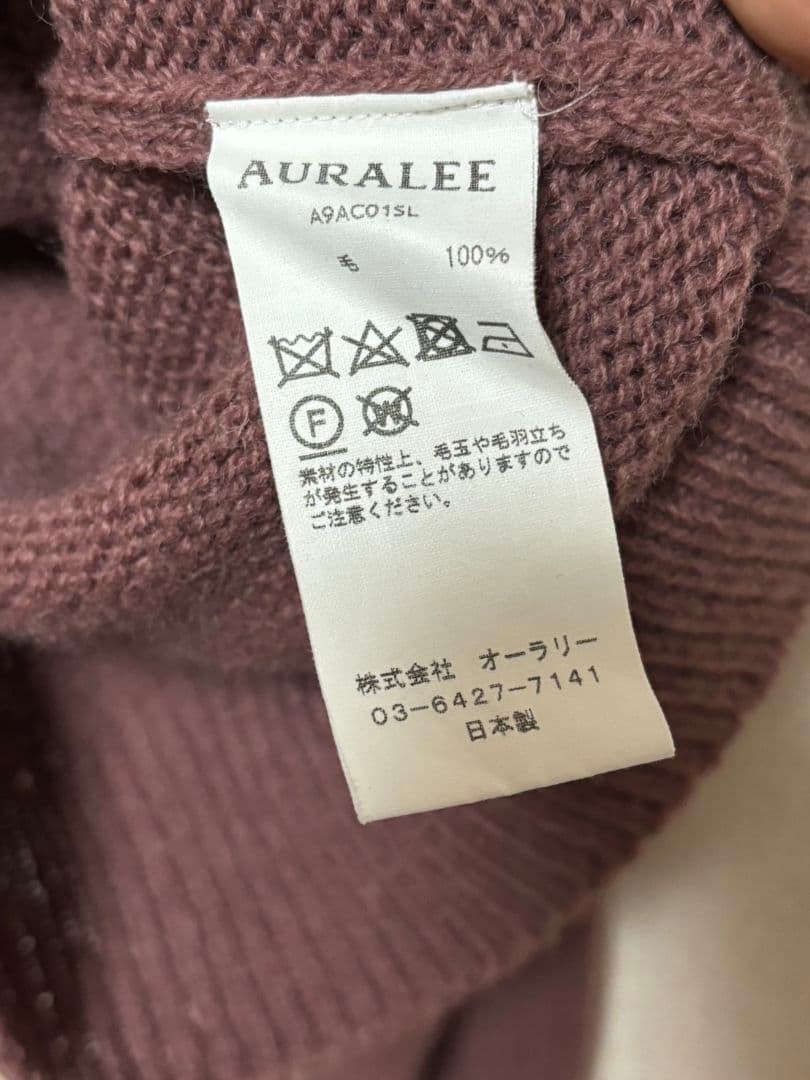 AURALEE
A9AC01SL
毛 100%
F
W
素材の特性上、毛玉や毛羽立ち
が発生することがありますので
ご注意ください。
株式会社 オーラリー
03-6427-7141
日本製